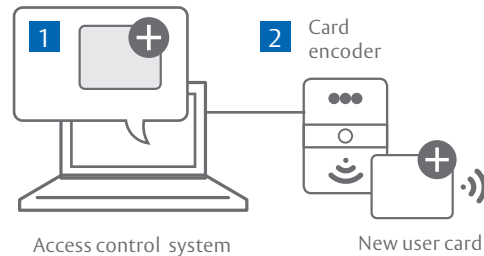 1
2
Card
encoder
Access control system
New user card